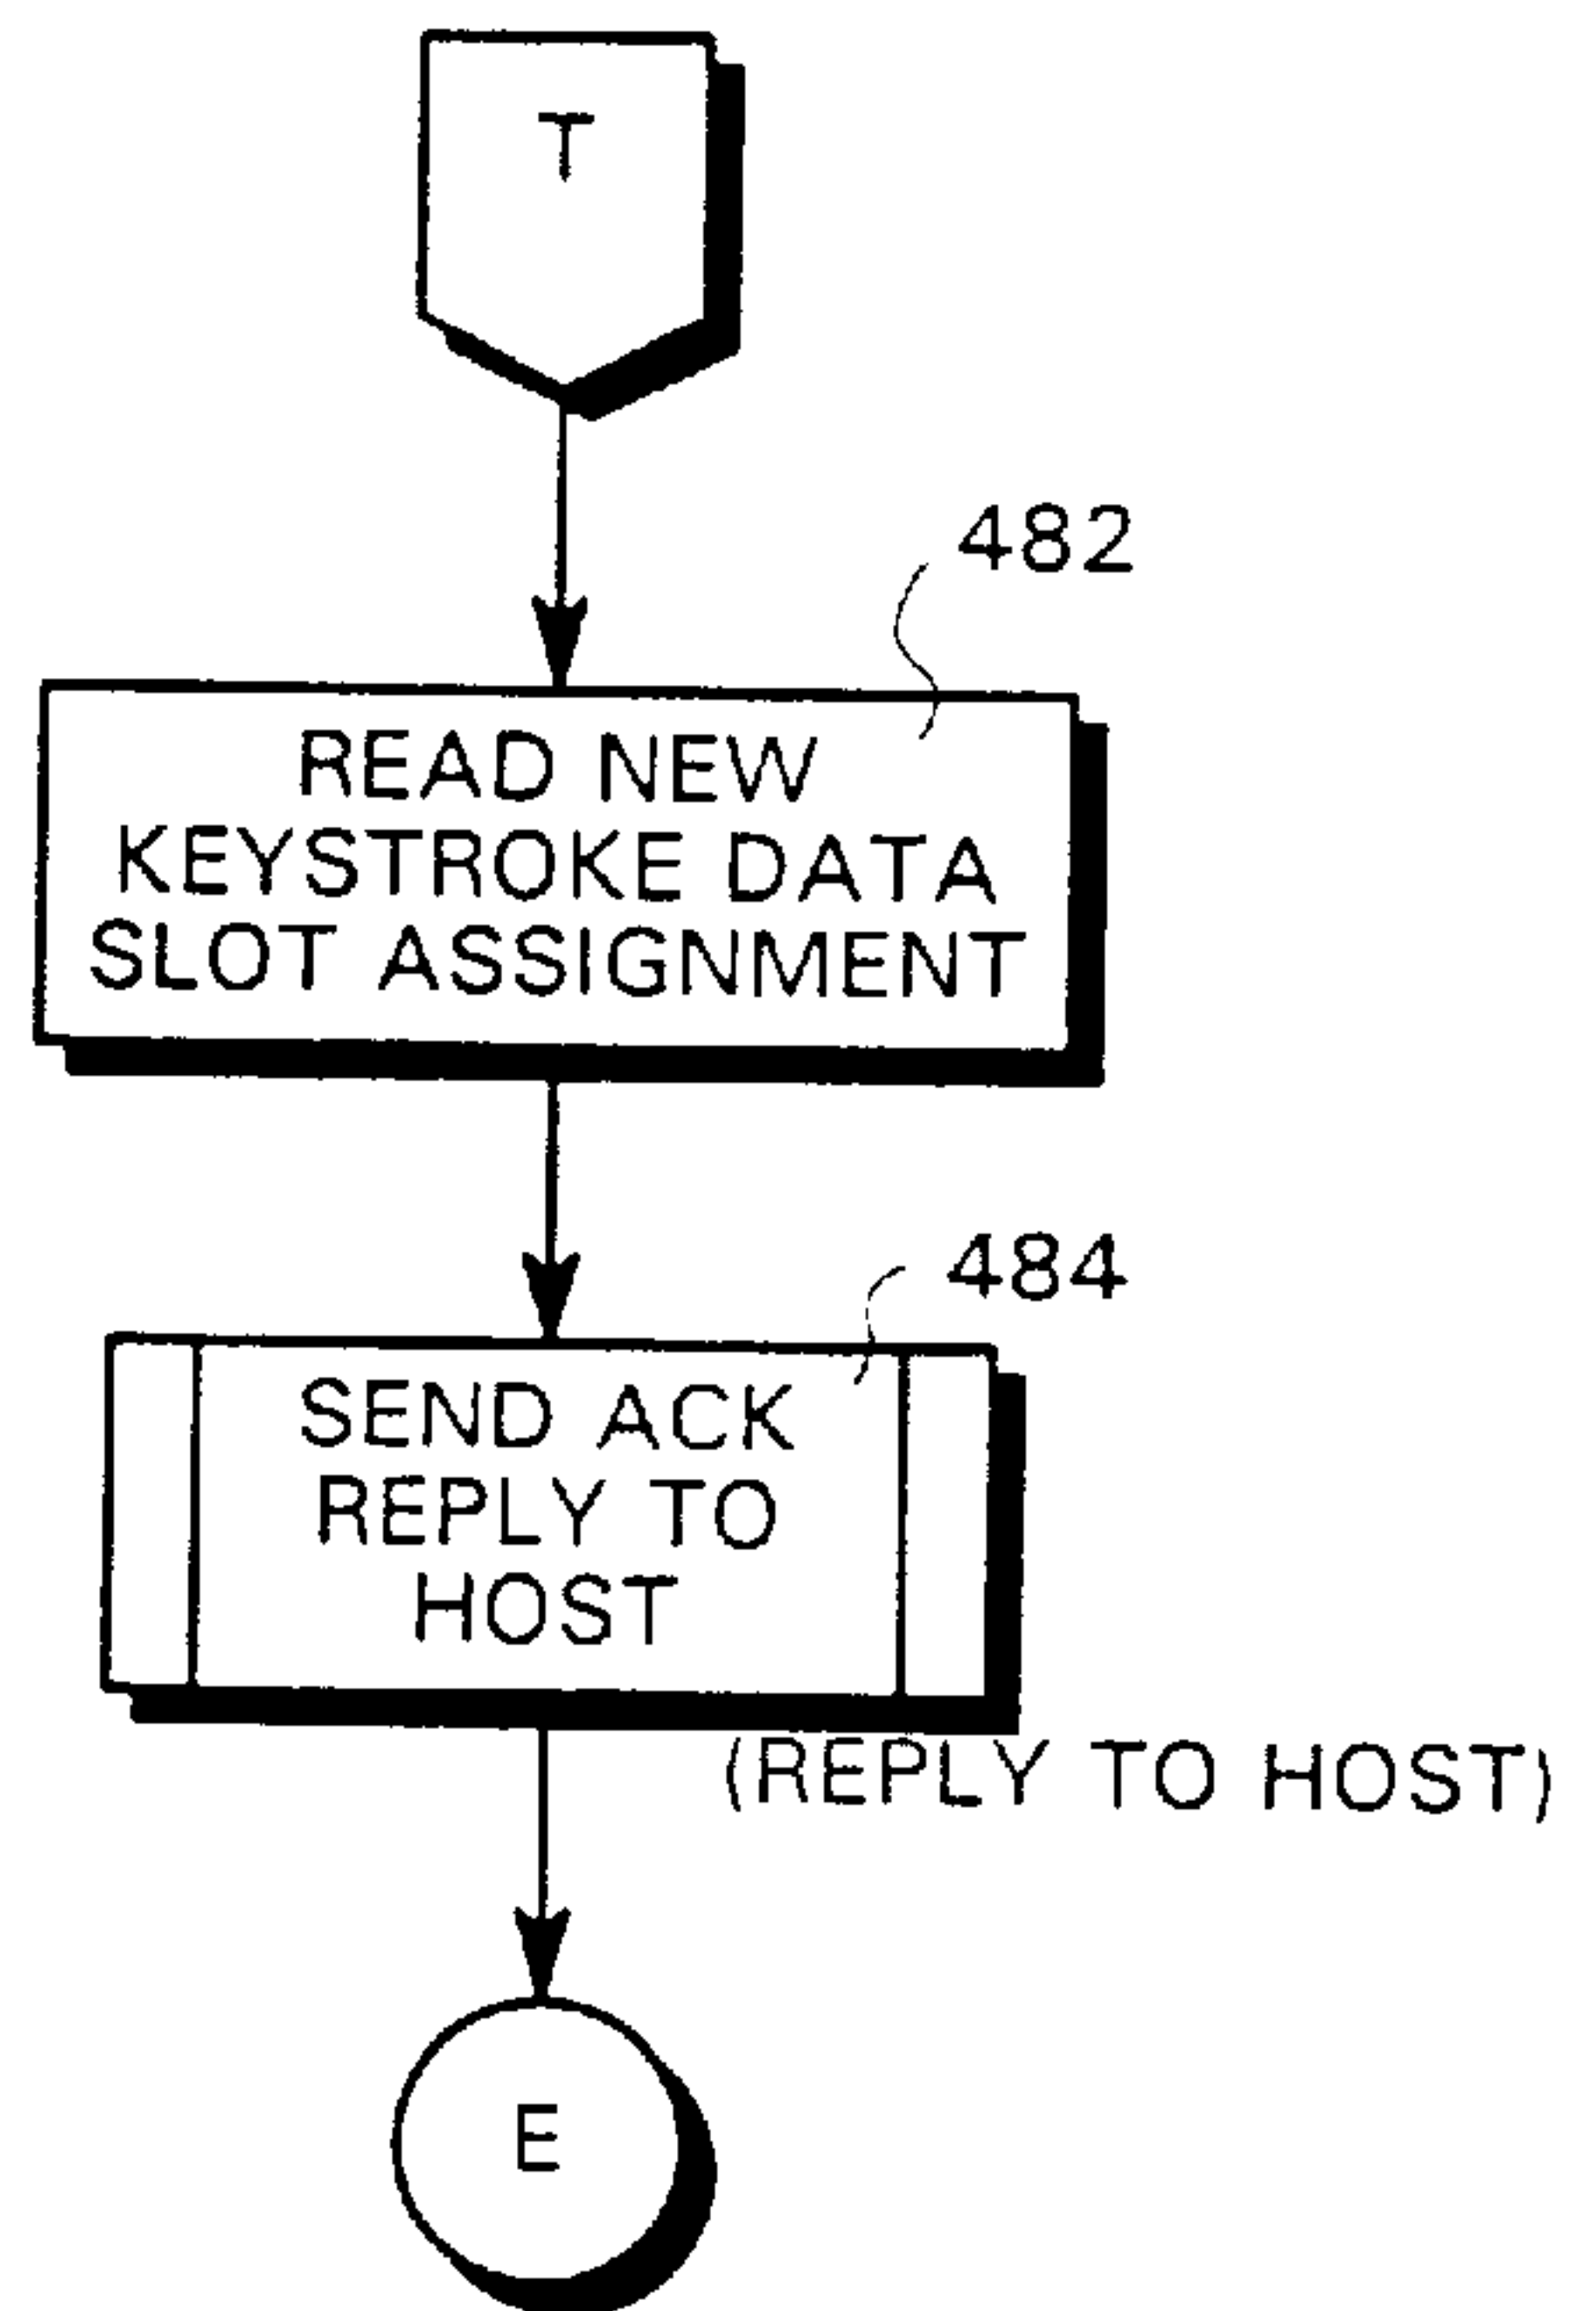 T
482
READ NEW
KEYSTROKE DATA
SLOT ASSIGNMENT
484
SEND ACK
REPLY TO
HOST
(REPLY TO HOST)
E